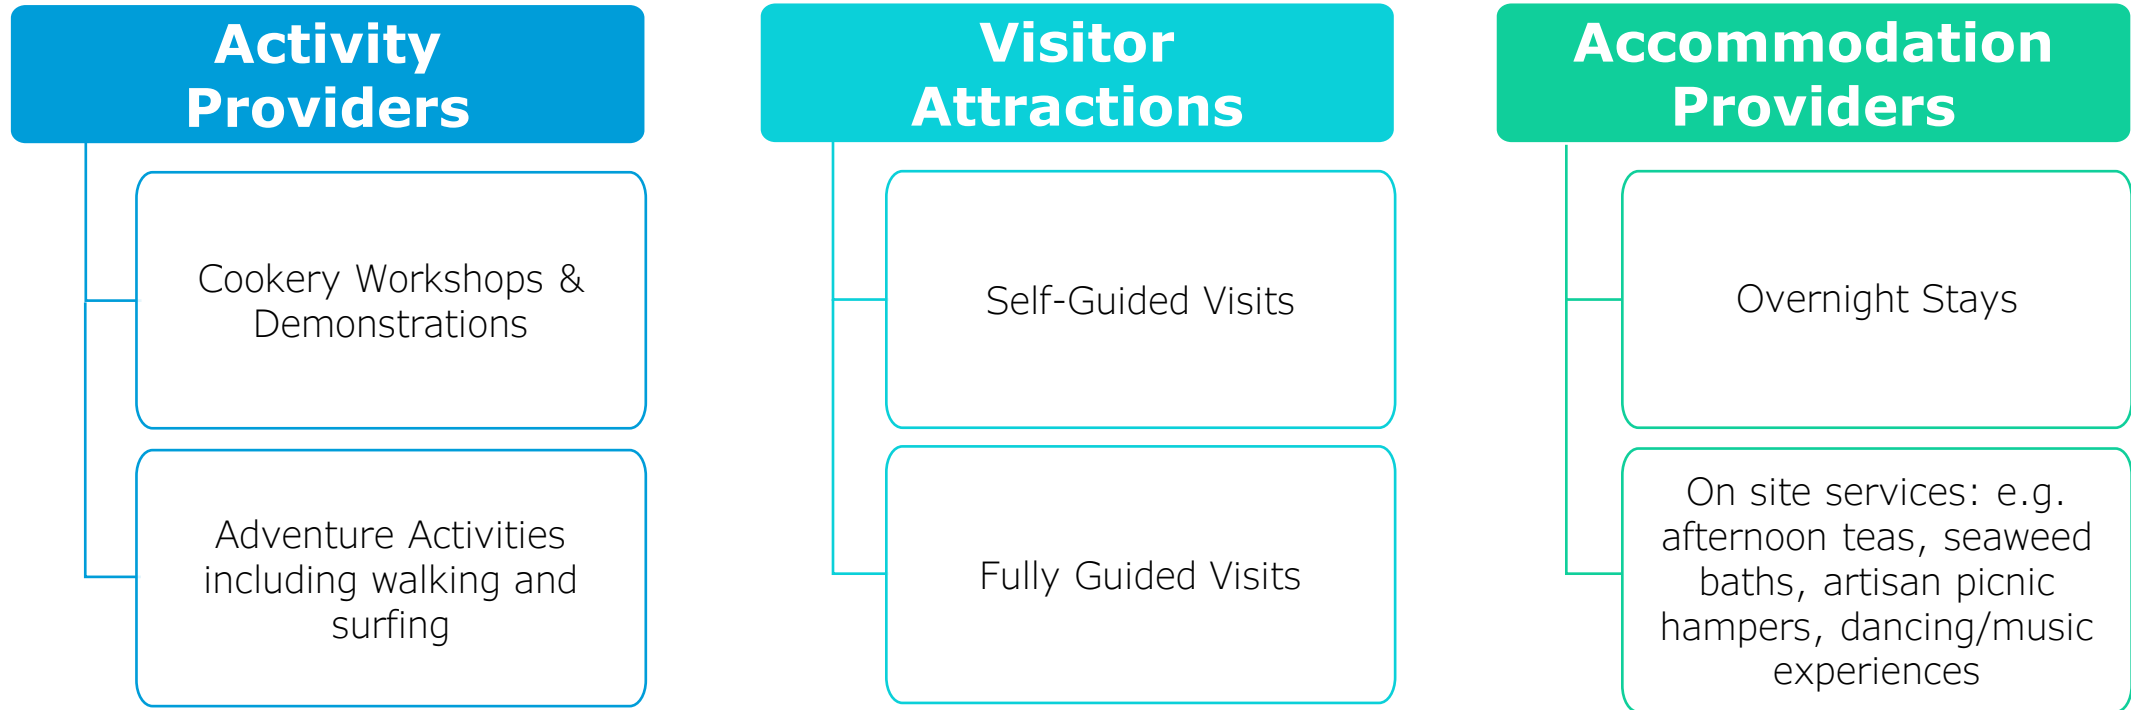 Activity
Providers
Cookery Workshops &
Demonstrations
Adventure Activities
including walking and
surfing
Visitor
Attractions
Self-Guided Visits
Fully Guided Visits
Accommodation
Providers
Overnight Stays
On site services: e.g.
afternoon teas, seaweed
baths, artisan picnic
hampers, dancing/music
experiences